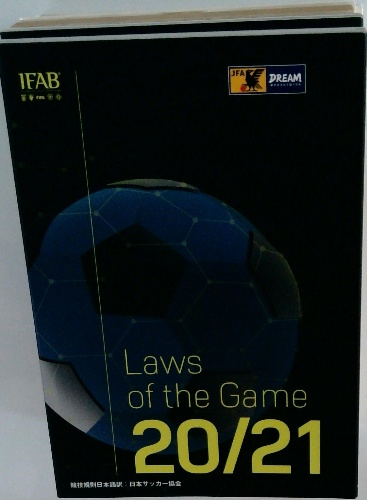 IFAB
JFA
DREAM
Laws
of the Game
20/21
競技規則日本語訳:日本サッカー協会